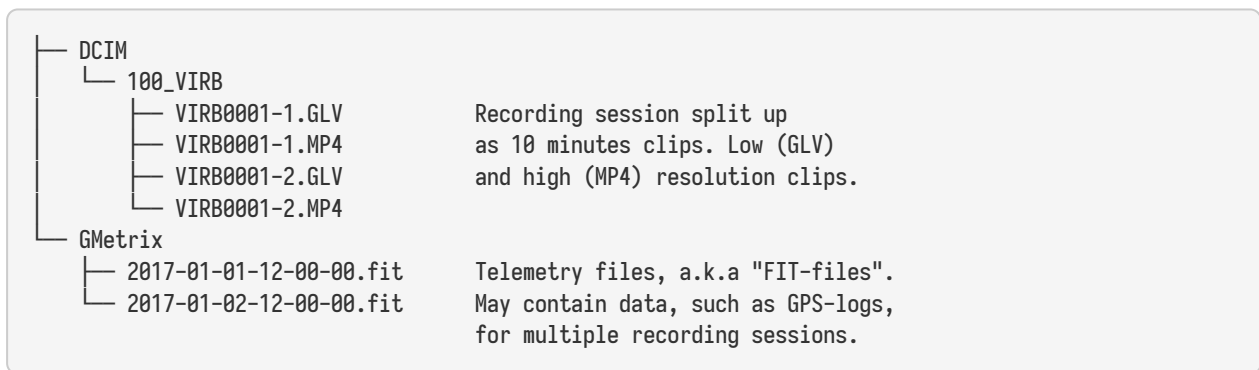 ├── DCIM
│   └── 100_VIRB
│       ├── VIRB0001-1.GLV       Recording session split up
│       ├── VIRB0001-1.MP4       as 10 minutes clips. Low (GLV)
│       ├── VIRB0001-2.GLV       and high (MP4) resolution clips.
│       └── VIRB0001-2.MP4
└── GMetrix
    ├── 2017-01-01-12-00-00.fit      Telemetry files, a.k.a "FIT-files".
    └── 2017-01-02-12-00-00.fit      May contain data, such as GPS-logs,
                                     for multiple recording sessions.